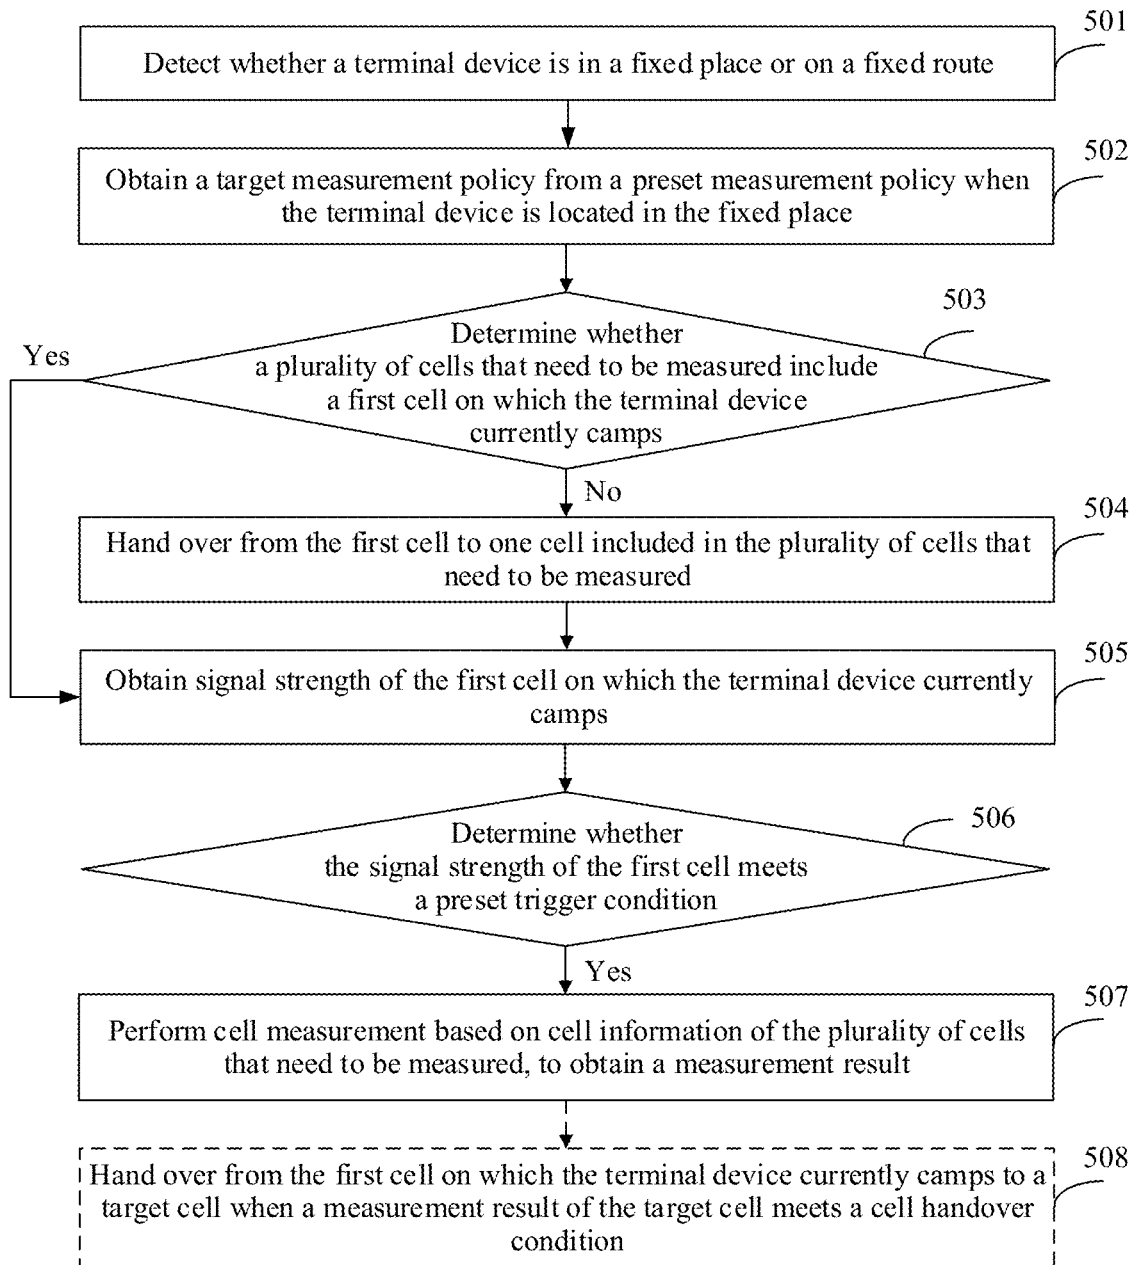 501
Detect whether a terminal device is in a fixed place or on a fixed route
502
Obtain a target measurement policy from a preset measurement policy when
the terminal device is located in the fixed place
503
Determine whether
a plurality of cells that need to be measured include
a first cell on which the terminal device
currently camps
Yes
No
504
Hand over from the first cell to one cell included in the plurality of cells that
need to be measured
505
Obtain signal strength of the first cell on which the terminal device currently
camps
506
Determine whether
the signal strength of the first cell meets
a preset trigger condition
Yes
507
Perform cell measurement based on cell information of the plurality of cells
that need to be measured, to obtain a measurement result
508
Hand over from the first cell on which the terminal device currently camps to a
target cell when a measurement result of the target cell meets a cell handover
condition